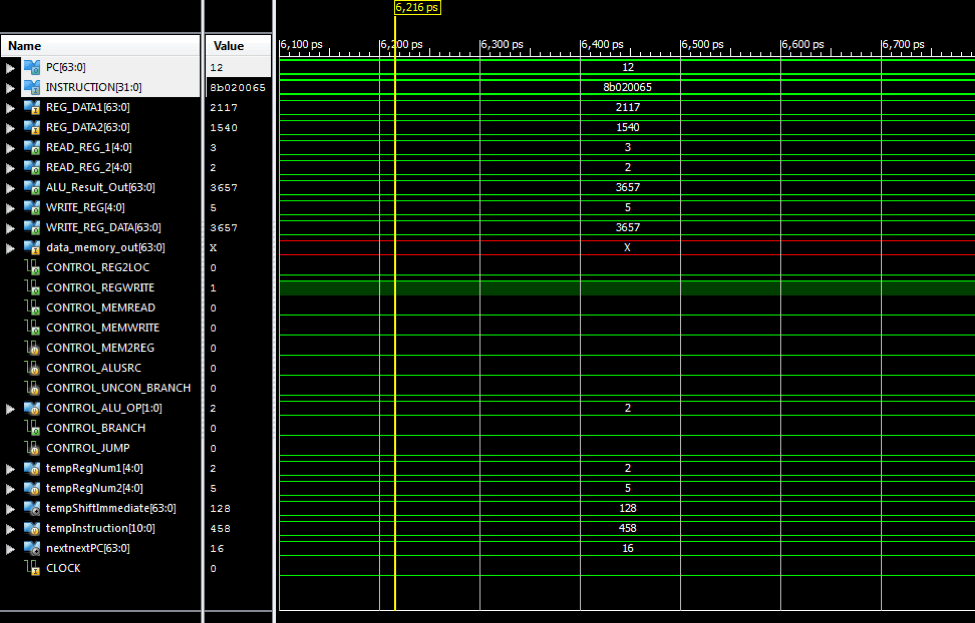 6,216 ps
Name Value 6,100 ps 6,200 ps 6,300 ps 6,400 ps 6,500 ps 6,600 ps 6,700 ps
PC[63:0] 12 12
INSTRUCTION[31:0] 8b020065 8b020065
REG_DATA1[63:0] 2117 2117
REG_DATA2[63:0] 1540 1540
READ_REG_1[4:0] 3 3
READ_REG_2[4:0] 2 2
ALU_Result_Out[63:0] 3657 3657
WRITE_REG[4:0] 5 5
WRITE_REG_DATA[63:0] 3657 3657
data_memory_out[63:0] X X
CONTROL_REG2LOC 0
CONTROL_REGWRITE 1
CONTROL_MEMREAD 0
CONTROL_MEMWRITE 0
CONTROL_MEM2REG 0
CONTROL_ALUSRC 0
CONTROL_UNCON_BRANCH 0
CONTROL_ALU_OP[1:0] 2 2
CONTROL_BRANCH 0
CONTROL_JUMP 0
tempRegNum1[4:0] 2 2
tempRegNum2[4:0] 5 5
tempShiftImmediate[63:0] 128 128
tempInstruction[10:0] 458 458
nextnextPC[63:0] 16 16
CLOCK 0